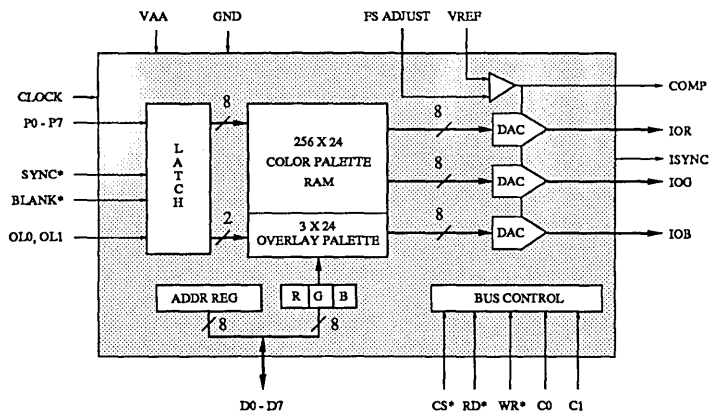 VAA GND FS ADJUST VREF
CLOCK
COMP
P0 - P7
8
8
L
A
T
C
H
256 X 24
COLOR PALETTE
RAM
DAC
IOR
ISYNC
SYNC*
8
DAC
IOG
BLANK*
OL0, OL1
2
3 X 24
OVERLAY PALETTE
8
DAC
IOB
ADDR REG
R G B
BUS CONTROL
8
8
D0 - D7
CS* RD* WR* C0 C1